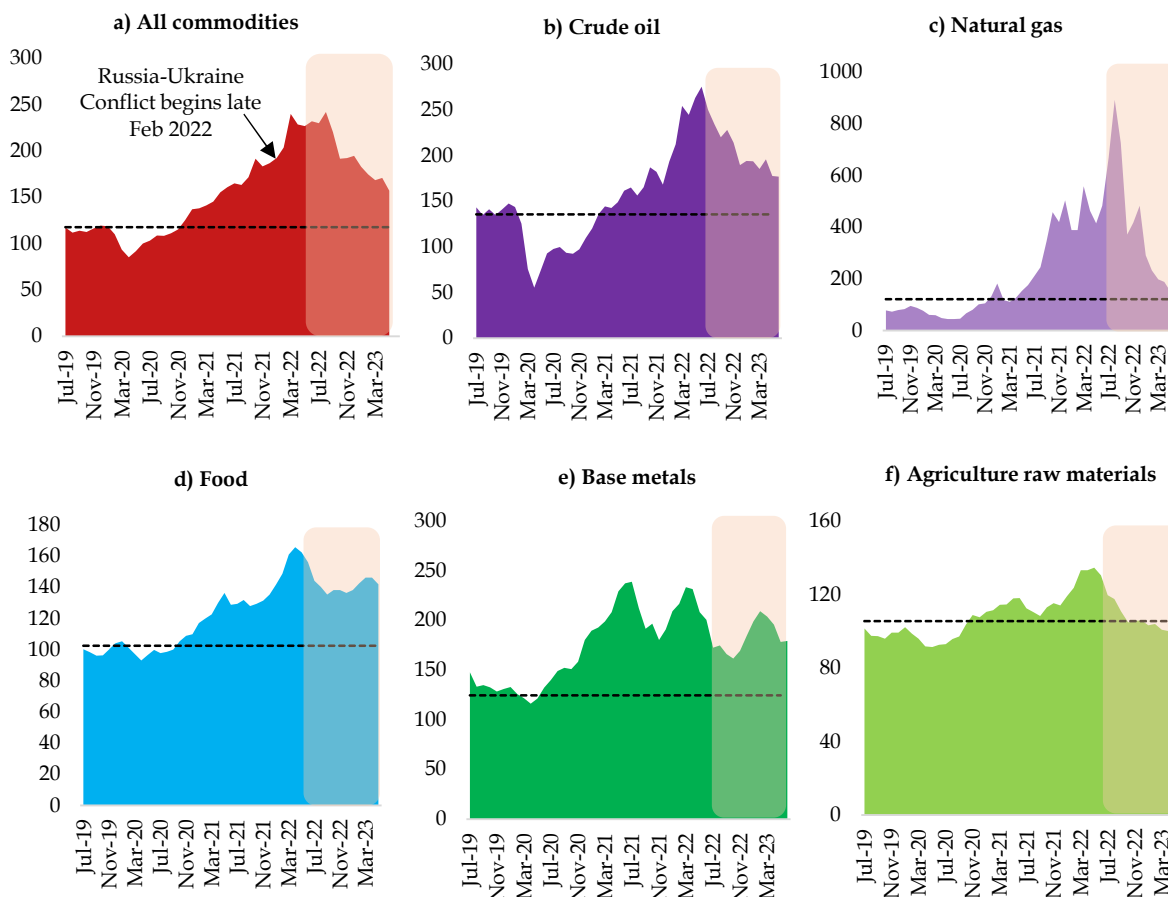 a) All commodities
300
250
200
150
100
50
0
Russia-Ukraine
Conflict begins late
Feb 2022
Jul-19
Nov-19
Mar-20
Jul-20
Nov-20
Mar-21
Jul-21
Nov-21
Mar-22
Jul-22
Nov-22
Mar-23
b) Crude oil
300
250
200
150
100
50
0
Jul-19
Nov-19
Mar-20
Jul-20
Nov-20
Mar-21
Jul-21
Nov-21
Mar-22
Jul-22
Nov-22
Mar-23
c) Natural gas
1000
800
600
400
200
0
Jul-19
Nov-19
Mar-20
Jul-20
Nov-20
Mar-21
Jul-21
Nov-21
Mar-22
Jul-22
Nov-22
Mar-23
d) Food
180
160
140
120
100
80
60
40
20
0
Jul-19
Nov-19
Mar-20
Jul-20
Nov-20
Mar-21
Jul-21
Nov-21
Mar-22
Jul-22
Nov-22
Mar-23
e) Base metals
300
250
200
150
100
50
0
Jul-19
Nov-19
Mar-20
Jul-20
Nov-20
Mar-21
Jul-21
Nov-21
Mar-22
Jul-22
Nov-22
Mar-23
f) Agriculture raw materials
160
120
80
40
0
Jul-19
Nov-19
Mar-20
Jul-20
Nov-20
Mar-21
Jul-21
Nov-21
Mar-22
Jul-22
Nov-22
Mar-23